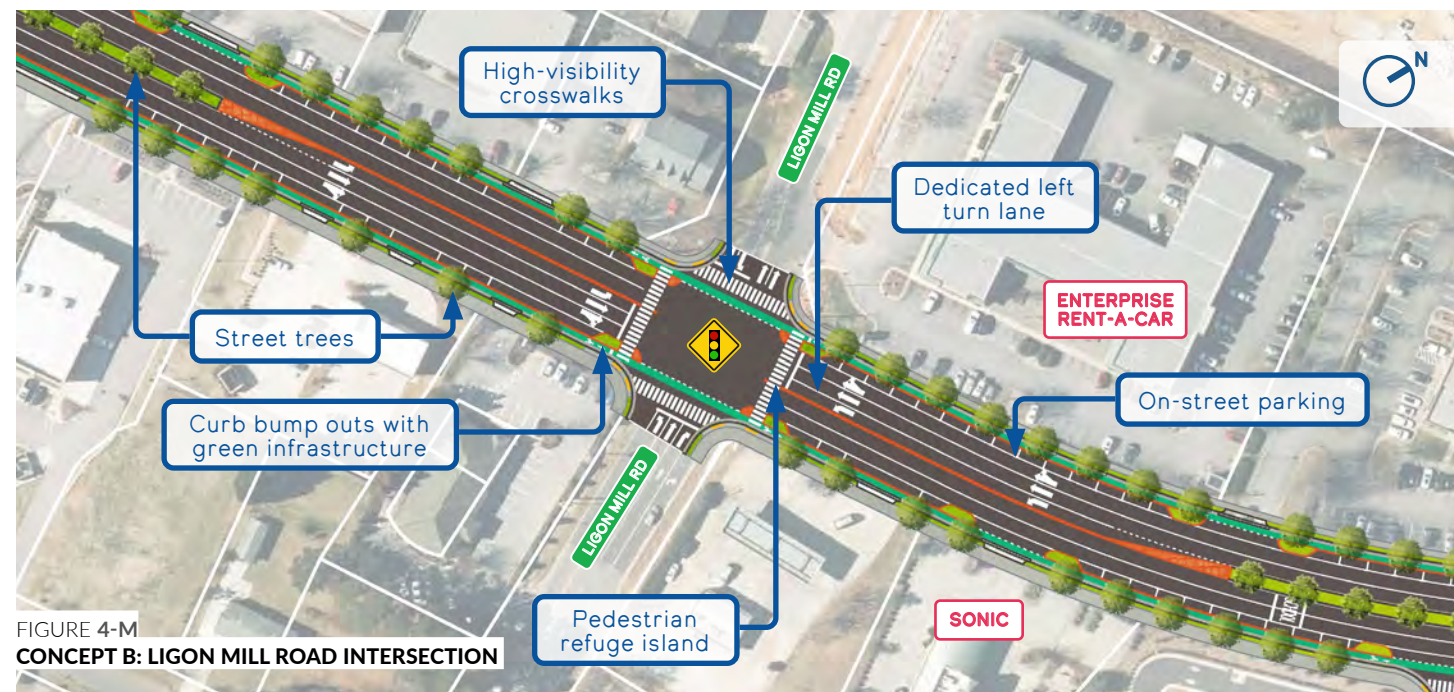 High-visibility
crosswalks
LIGON MILL RD
N
Dedicated left
turn lane
ENTERPRISE
RENT-A-CAR
Street trees
On-street parking
Curb bump outs with
green infrastructure
LIGON MILL RD
Pedestrian
refuge island
SONIC
FIGURE 4-M
CONCEPT B: LIGON MILL ROAD INTERSECTION